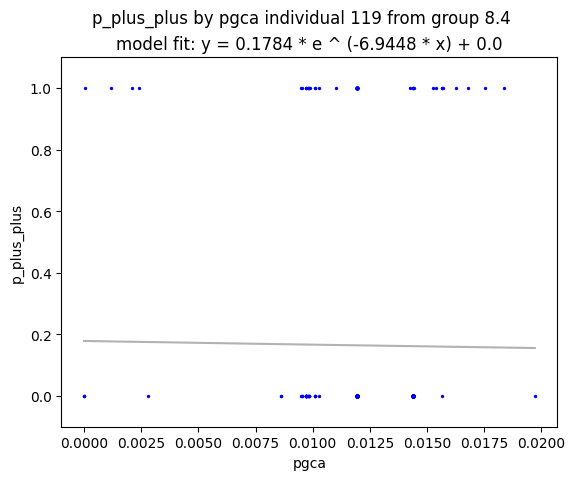 p_plus_plus by pgca individual 119 from group 8.4
model fit: y = 0.1784 * e ^ (-6.9448 * x) + 0.0
1.0
0.8
0.6
0.4
0.2
0.0
p_plus_plus
0.0000 0.0025 0.0050 0.0075 0.0100 0.0125 0.0150 0.0175 0.0200
pgca